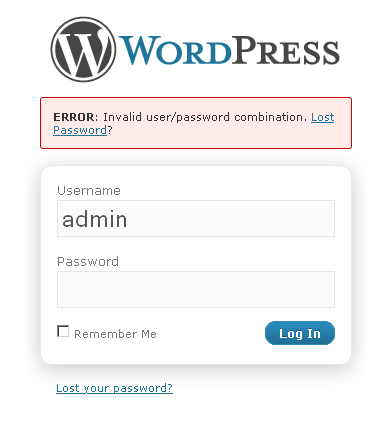 WORDPRESS
ERROR: Invalid user/password combination. Lost
Password?
Username
admin
Password
Remember Me
Log In
Lost your password?